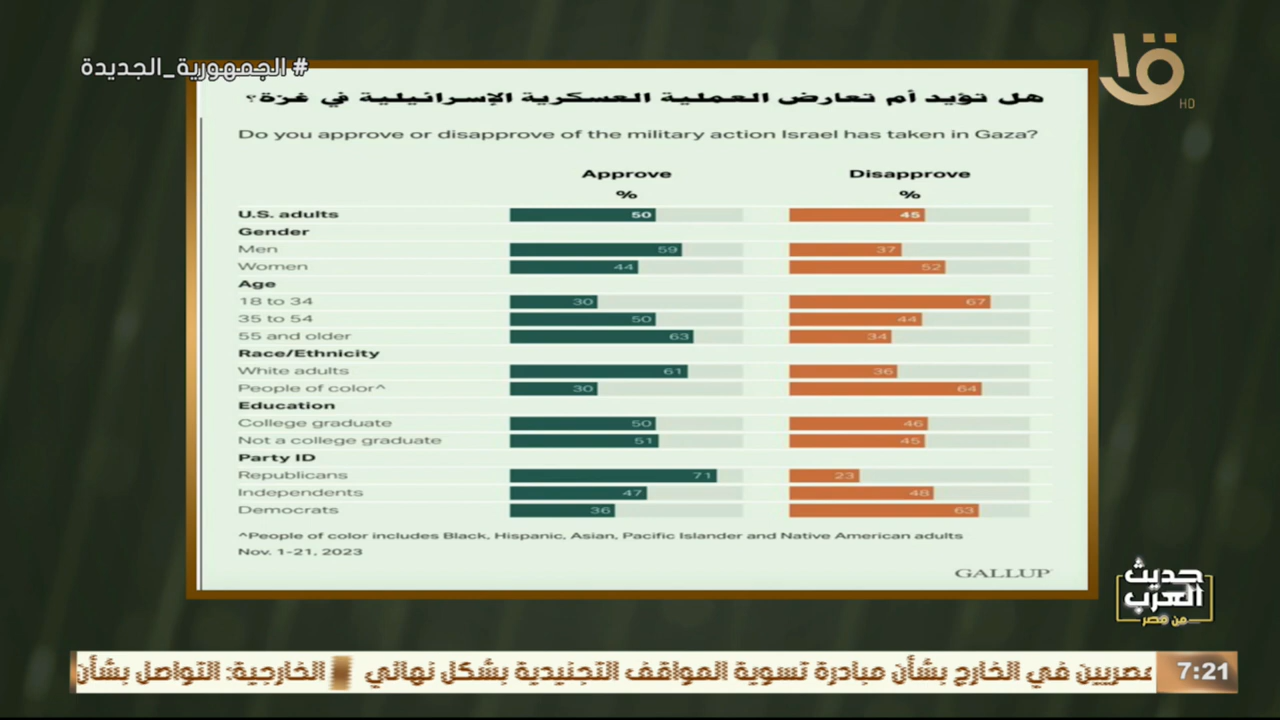 #الجمهورية_الجديدة
HD
هل تؤيد أم تعارض العملية العسكرية الإسرائيلية في غزة؟
Do you approve or disapprove of the military action Israel has taken in Gaza?
Approve Disapprove
% %
U.S. adults 50 45
Gender
Men 59 37
Women 44 52
Age
18 to 34 30 67
35 to 54 50 44
55 and older 63 34
Race/Ethnicity
White adults 61 36
People of color^ 30 64
Education
College graduate 50 46
Not a college graduate 51 45
Party ID
Republicans 71 23
Independents 47 48
Democrats 36 63
^People of color includes Black, Hispanic, Asian, Pacific Islander and Native American adults
Nov. 1-21, 2023
GALLUP
حديث
العرب
من مصر
7:21 مصريين في الخارج بشأن مبادرة تسوية المواقف التجنيدية بشكل نهائي الخارجية: التواصل بشأن